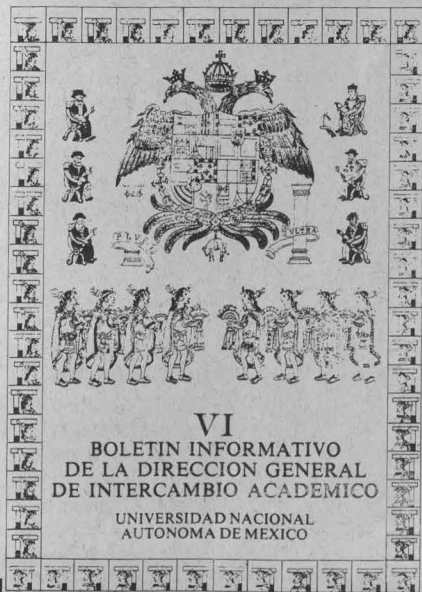 PLVS
VLTRA
VI
BOLETIN INFORMATIVO
DE LA DIRECCION GENERAL
DE INTERCAMBIO ACADEMICO
UNIVERSIDAD NACIONAL
AUTONOMA DE MEXICO